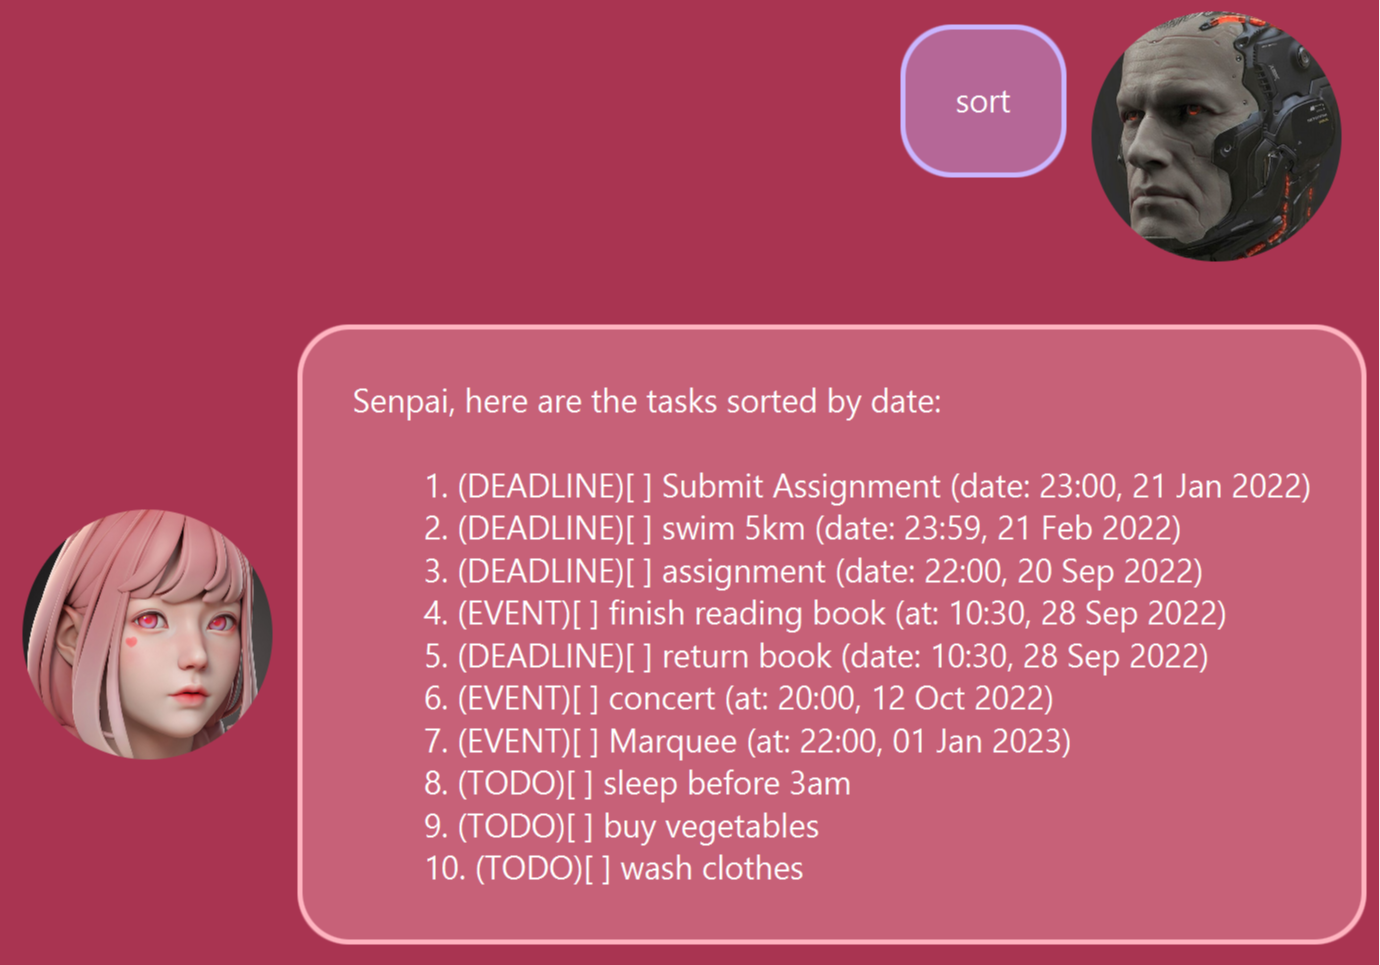 sort
Senpai, here are the tasks sorted by date:
1. (DEADLINE)[ ] Submit Assignment (date: 23:00, 21 Jan 2022)
2. (DEADLINE)[ ] swim 5km (date: 23:59, 21 Feb 2022)
3. (DEADLINE)[ ] assignment (date: 22:00, 20 Sep 2022)
4. (EVENT)[ ] finish reading book (at: 10:30, 28 Sep 2022)
5. (DEADLINE)[ ] return book (date: 10:30, 28 Sep 2022)
6. (EVENT)[ ] concert (at: 20:00, 12 Oct 2022)
7. (EVENT)[ ] Marquee (at: 22:00, 01 Jan 2023)
8. (TODO)[ ] sleep before 3am
9. (TODO)[ ] buy vegetables
10. (TODO)[ ] wash clothes